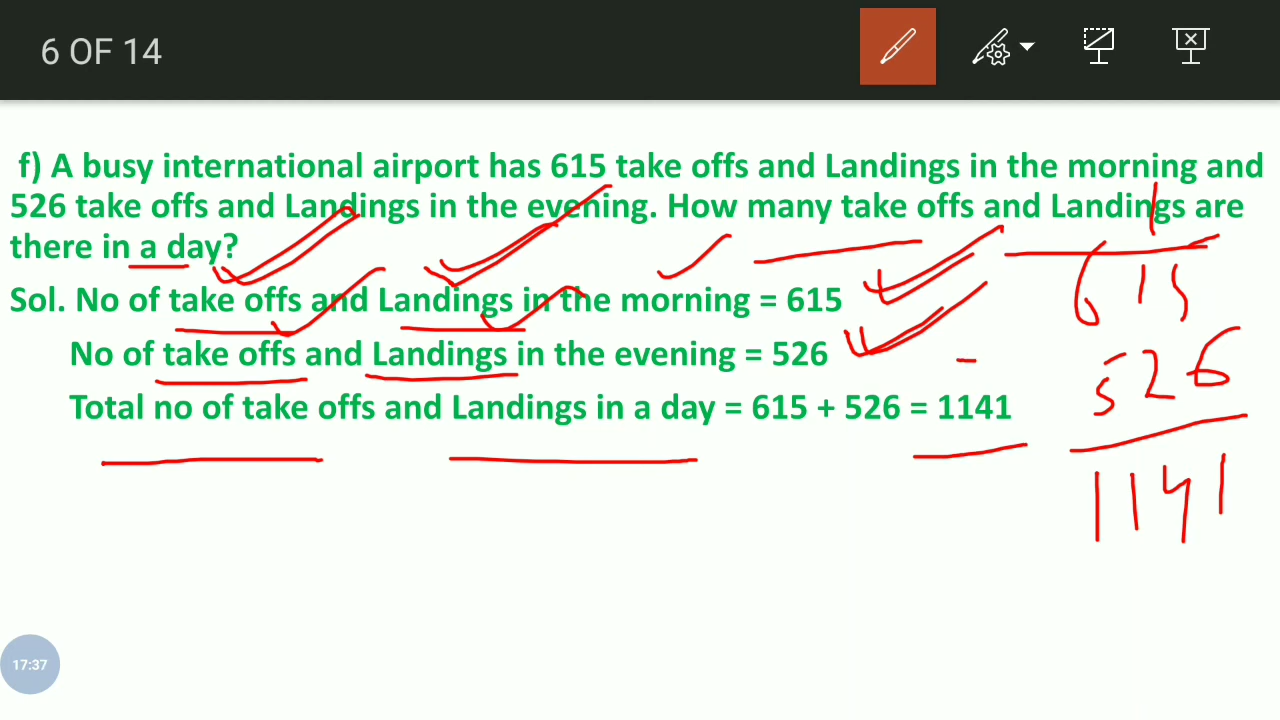 6 OF 14
f) A busy international airport has 615 take offs and Landings in the morning and
526 take offs and Landings in the evening. How many take offs and Landings are
there in a day?
Sol. No of take offs and Landings in the morning = 615
No of take offs and Landings in the evening = 526
Total no of take offs and Landings in a day = 615 + 526 = 1141
1
615
526
1141
17:37